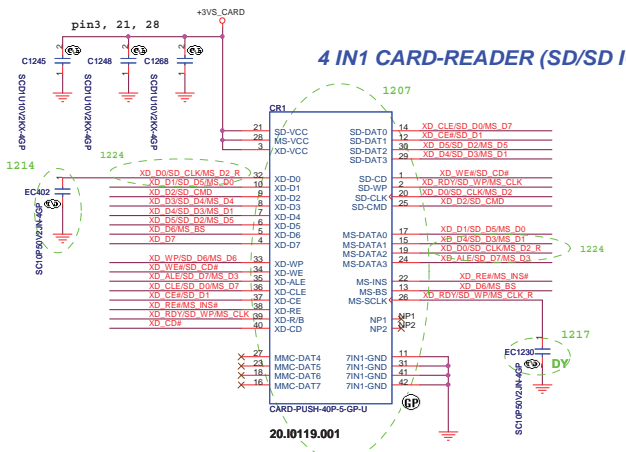 +3VS_CARD
pin3, 21, 28
4 IN1 CARD-READER (SD/SD I
C1245
C1248
C1268
2
1
2
1
2
1
SCD1U10V2KX-4GP
SCD1U10V2KX-4GP
SCD1U10V2KX-4GP
1207
CR1
21 SD-VCC
28 MS-VCC
3 XD-VCC
SD-DAT0 14 XD_CLE/SD_D0/MS_D7
SD-DAT1 12 XD_CE#/SD_D1
SD-DAT2 30 XD_D5/SD_D2/MS_D5
SD-DAT3 29 XD_D4/SD_D3/MS_D1
1214
1224
XD_D0/SD_CLK/MS_D2_R 32 XD-D0
XD_D1/SD_D5/MS_D0 10 XD-D1
XD_D2/SD_CMD 9 XD-D2
XD_D3/SD_D4/MS_D4 8 XD-D3
XD_D4/SD_D3/MS_D1 7 XD-D4
XD_D5/SD_D2/MS_D5 6 XD-D5
XD_D6/MS_BS 5 XD-D6
XD_D7 4 XD-D7
SD-CD 1 XD_WE#/SD_CD#
SD-WP 2 XD_RDY/SD_WP/MS_CLK
SD-CLK 20 XD_D0/SD_CLK/MS_D2
SD-CMD 25 XD_D2/SD_CMD
EC402
1
2
SC10P50V2JN-4GP
MS-DATA0 17 XD_D1/SD_D5/MS_D0
MS-DATA1 15 XD_D4/SD_D3/MS_D1
MS-DATA2 19 XD_D0/SD_CLK/MS_D2_R
MS-DATA3 24 XD_ALE/SD_D7/MS_D3
1224
XD_WP/SD_D6/MS_D6 33 XD-WP
XD_WE#/SD_CD# 34 XD-WE
XD_ALE/SD_D7/MS_D3 35 XD-ALE
XD_CLE/SD_D0/MS_D7 36 XD-CLE
XD_CE#/SD_D1 37 XD-CE
XD_RE#/MS_INS# 38 XD-RE
XD_RDY/SD_WP/MS_CLK 39 XD-R/B
XD_CD# 40 XD-CD
MS-INS 22 XD_RE#/MS_INS#
MS-BS 13 XD_D6/MS_BS
MS-SCLK 26 XD_RDY/SD_WP/MS_CLK_R
NP1 NP1
NP2 NP2
27 MMC-DAT4
23 MMC-DAT5
18 MMC-DAT6
16 MMC-DAT7
7IN1-GND 11
7IN1-GND 31
7IN1-GND 41
7IN1-GND 42
1217
EC1230
1
2
DY
SC10P50V2JN-4GP
CARD-PUSH-40P-5-GP-U
GP
20.I0119.001